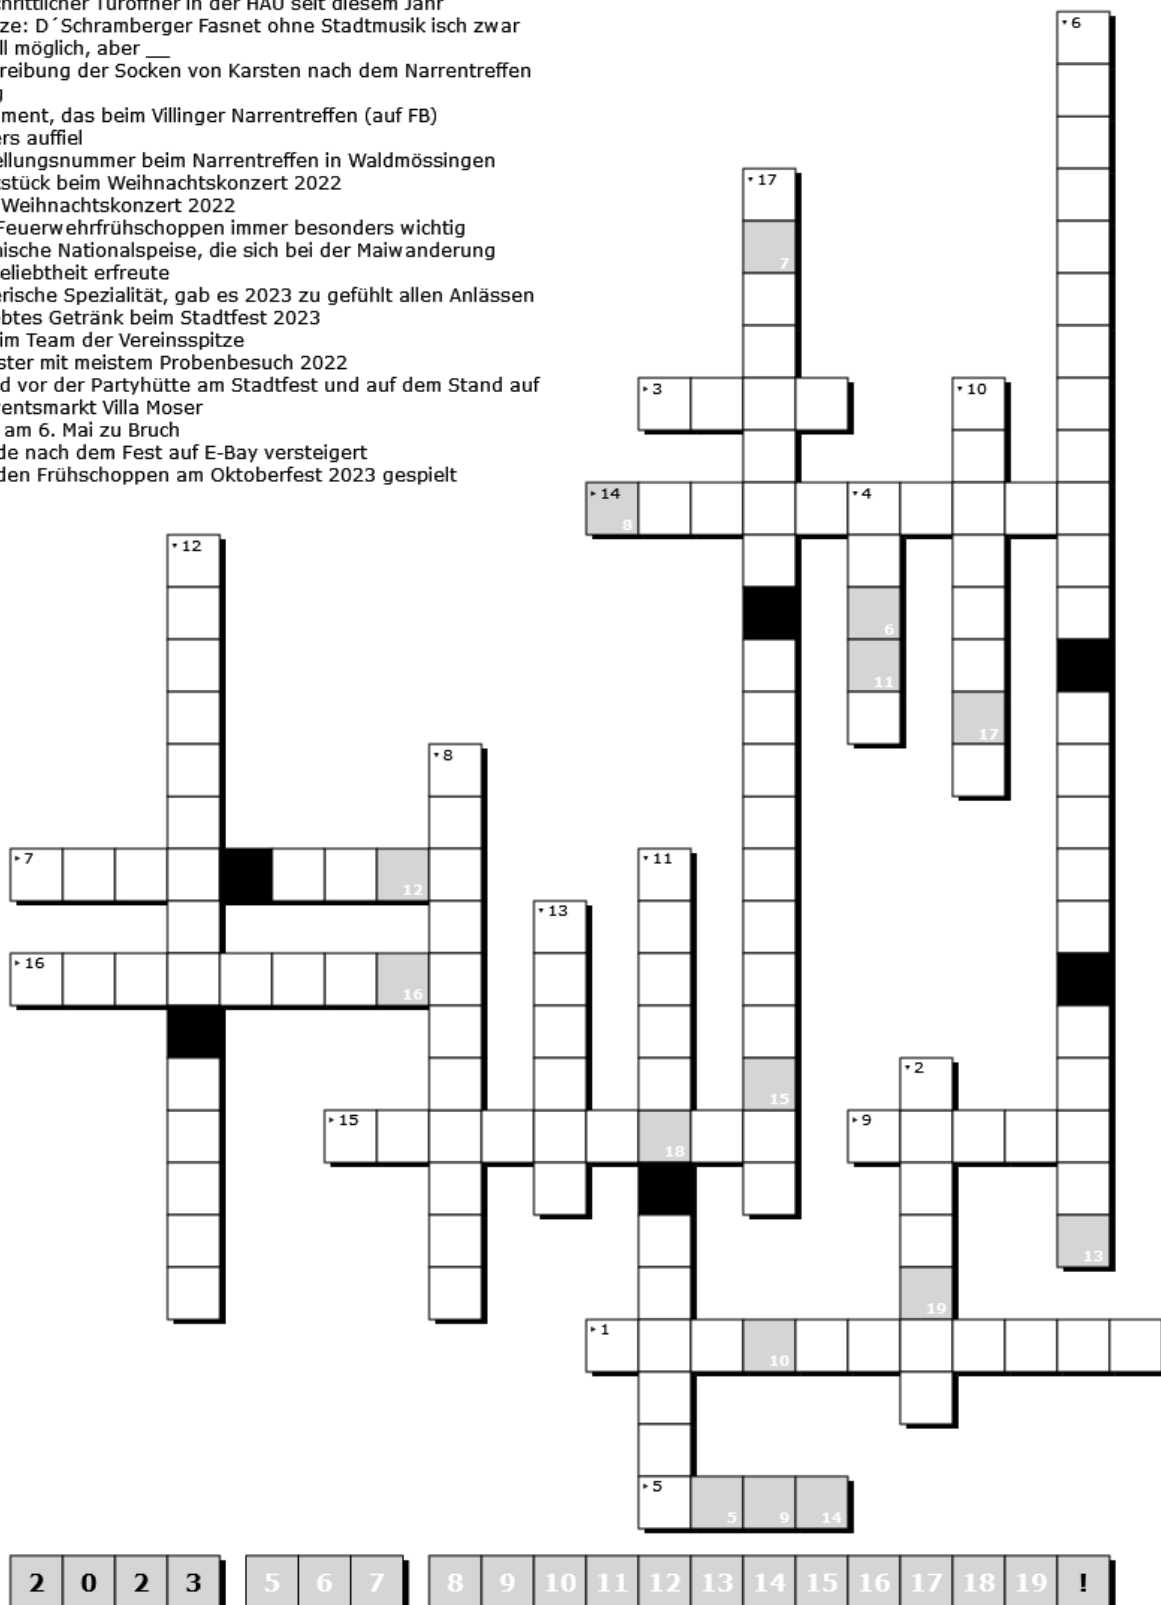 chrittlicher Türöffner in der HAU seit diesem Jahr
ze: D´Schramberger Fasnet ohne Stadtmusik isch zwar
ll möglich, aber __
reibung der Socken von Karsten nach dem Narrentreffen
g
ment, das beim Villinger Narrentreffen (auf FB)
ers auffiel
ellungsnummer beim Narrentreffen in Waldmössingen
tstück beim Weihnachtskonzert 2022
Weihnachtskonzert 2022
Feuerwehrfrühschoppen immer besonders wichtig
nische Nationalspeise, die sich bei der Maiwanderung
eliebtheit erfreute
erische Spezialität, gab es 2023 zu gefühlt allen Anlässen
ebtes Getränk beim Stadtfest 2023
im Team der Vereinsspitze
ster mit meistem Probenbesuch 2022
d vor der Partyhütte am Stadtfest und auf dem Stand auf
entsmarkt Villa Moser
am 6. Mai zu Bruch
de nach dem Fest auf E-Bay versteigert
den Frühschoppen am Oktoberfest 2023 gespielt
6
17
7
3
10
14
4
8
12
6
11
17
8
7
12
11
13
16
16
2
15
15
18
9
13
19
1
10
5
5
9
14
2 0 2 3 5 6 7 8 9 10 11 12 13 14 15 16 17 18 19 !